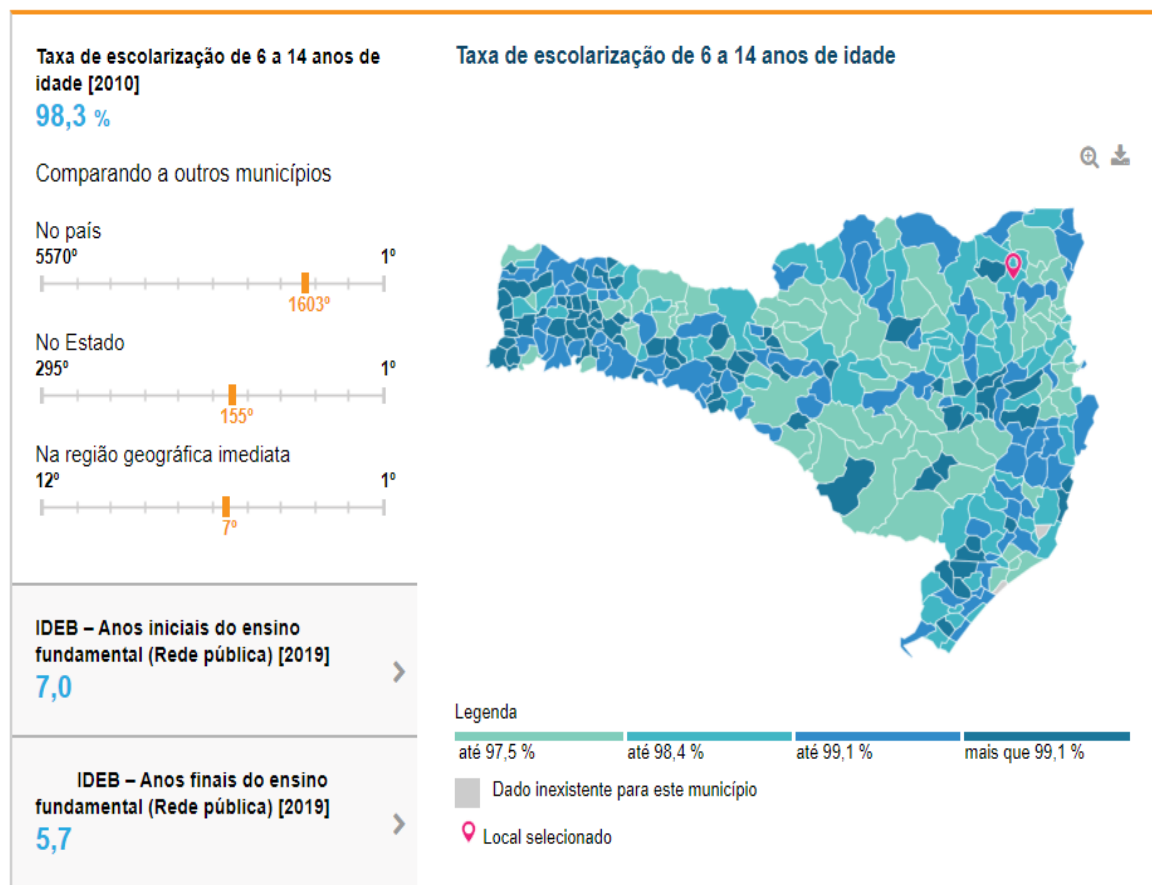 Taxa de escolarização de 6 a 14 anos de
idade [2010]
98,3 %
Comparando a outros municípios
No país
5570º 1º
1603º
No Estado
295º 1º
155º
Na região geográfica imediata
12º 1º
7º
IDEB – Anos iniciais do ensino
fundamental (Rede pública) [2019]
7,0
IDEB – Anos finais do ensino
fundamental (Rede pública) [2019]
5,7
Taxa de escolarização de 6 a 14 anos de idade
Legenda
até 97,5 % até 98,4 % até 99,1 % mais que 99,1 %
Dado inexistente para este município
Local selecionado